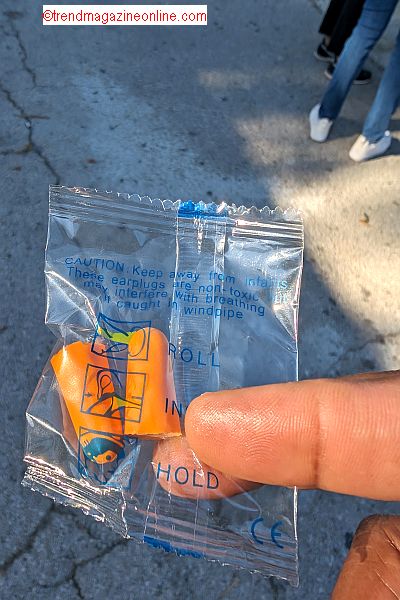 ©trendmagazineonline.com
CAUTION: Keep away from infants
These earplugs are non-toxic
may interfere with breathing
caught in windpipe
ROLL
IN
HOLD
CE